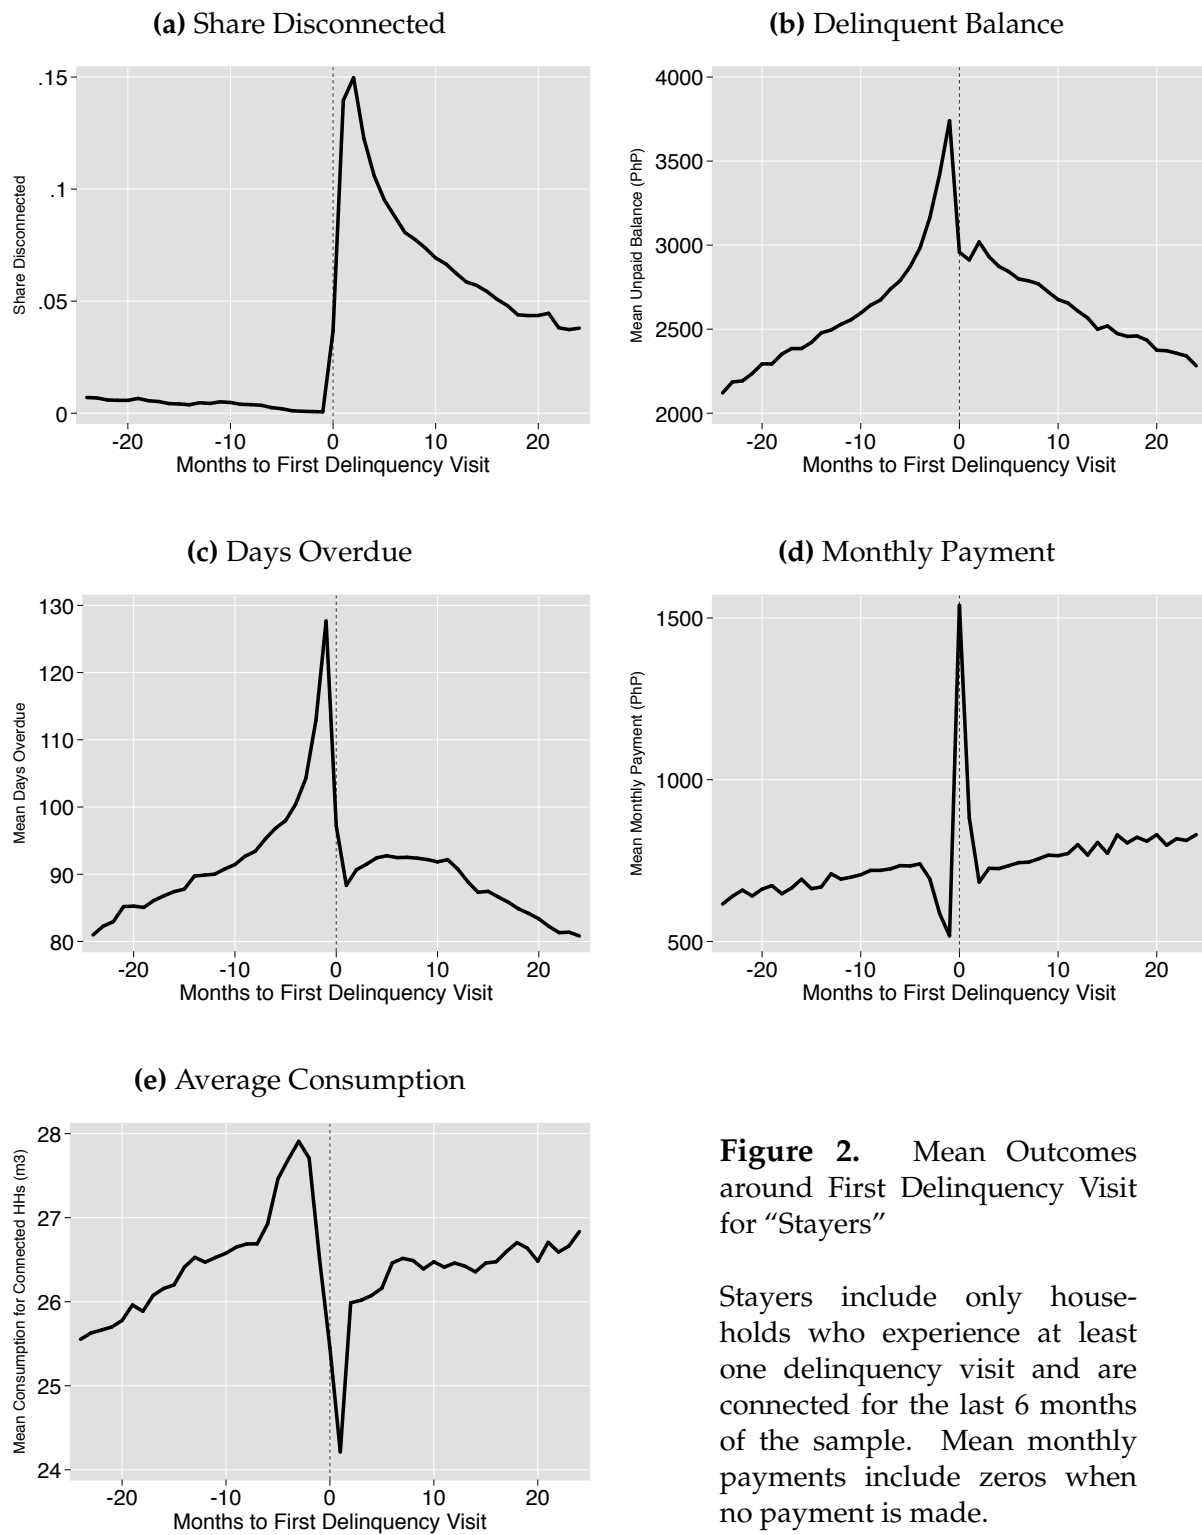 (a) Share Disconnected
.15
.1
.05
0
Share Disconnected
-20 -10 0 10 20
Months to First Delinquency Visit
(b) Delinquent Balance
4000
3500
3000
2500
2000
Mean Unpaid Balance (PhP)
-20 -10 0 10 20
Months to First Delinquency Visit
(c) Days Overdue
130
120
110
100
90
80
Mean Days Overdue
-20 -10 0 10 20
Months to First Delinquency Visit
(d) Monthly Payment
1500
1000
500
Mean Monthly Payment (PhP)
-20 -10 0 10 20
Months to First Delinquency Visit
(e) Average Consumption
28
27
26
25
24
Mean Consumption for Connected HHs (m3)
-20 -10 0 10 20
Months to First Delinquency Visit
Figure 2. Mean Outcomes
around First Delinquency Visit
for “Stayers”
Stayers include only house-
holds who experience at least
one delinquency visit and are
connected for the last 6 months
of the sample. Mean monthly
payments include zeros when
no payment is made.